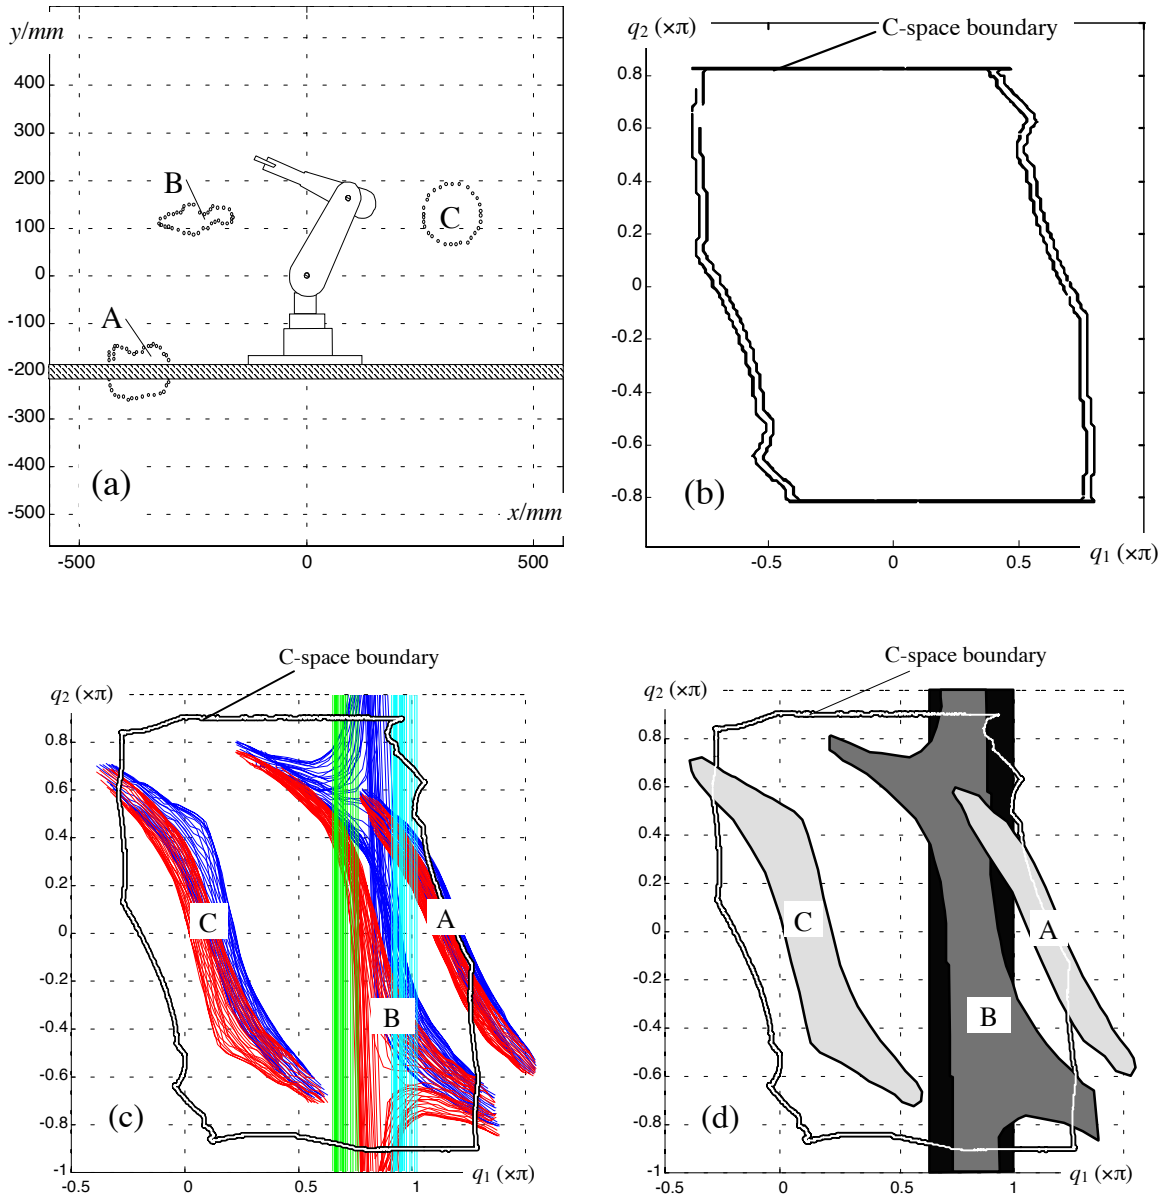 y/mm
400
300
200
100
0
-100
-200
-300
-400
-500
-500
0
500
x/mm
A
B
C
(a)
q2 (×π)
C-space boundary
0.8
0.6
0.4
0.2
0
-0.2
-0.4
-0.6
-0.8
-0.5
0
0.5
q1 (×π)
(b)
C-space boundary
q2 (×π)
0.8
0.6
0.4
0.2
0
-0.2
-0.4
-0.6
-0.8
-1
-0.5
0
0.5
1
q1 (×π)
C
A
B
(c)
C-space boundary
q2 (×π)
0.8
0.6
0.4
0.2
0
-0.2
-0.4
-0.6
-0.8
-1
-0.5
0
0.5
1
q1 (×π)
C
A
B
(d)